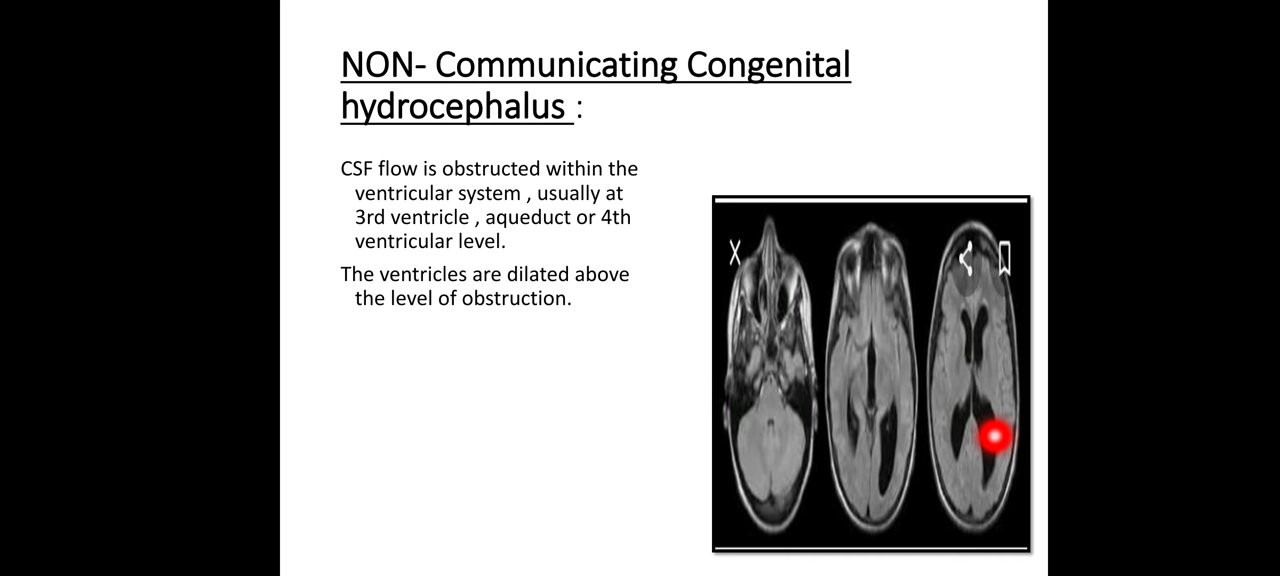 NON- Communicating Congenital
hydrocephalus :
CSF flow is obstructed within the
ventricular system , usually at
3rd ventricle , aqueduct or 4th
ventricular level.
The ventricles are dilated above
the level of obstruction.